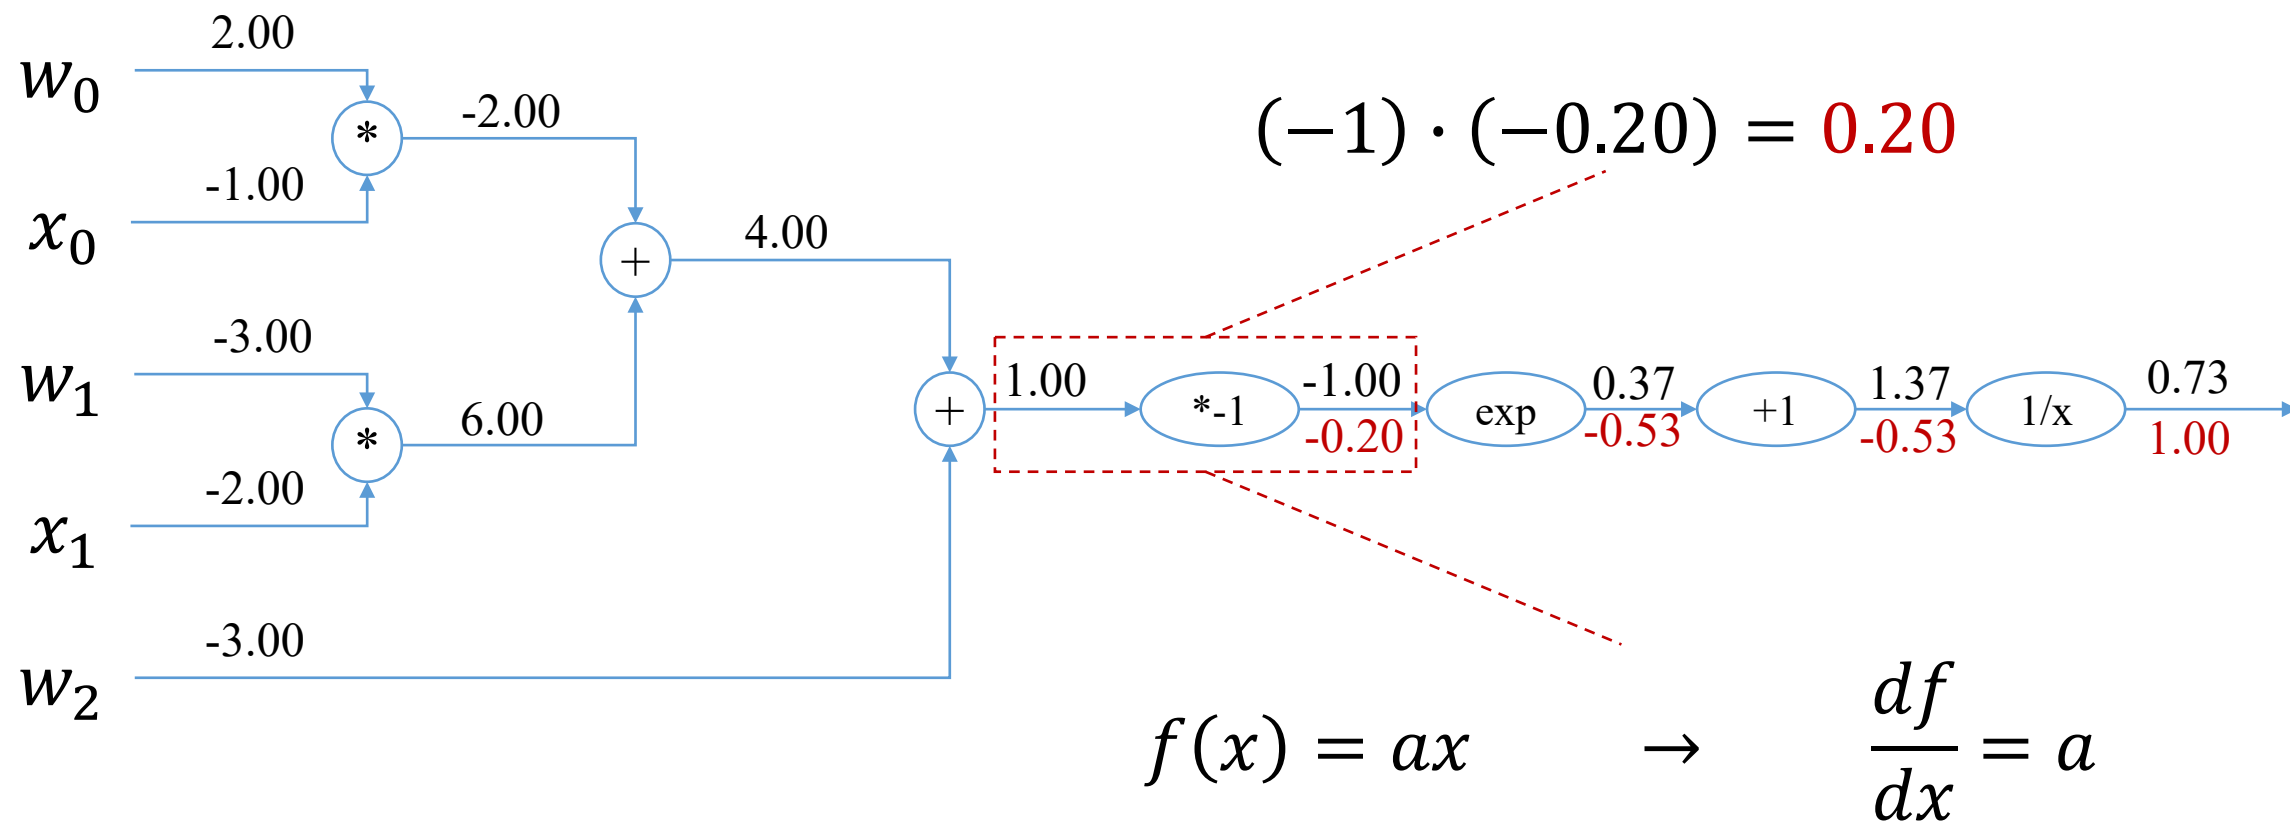 2.00
w₀
*
-2.00
(−1) · (−0.20) = 0.20
-1.00
x₀
+
4.00
-3.00
w₁
*
6.00
+
1.00
*-1
-1.00
-0.20
exp
0.37
-0.53
+1
1.37
-0.53
1/x
0.73
1.00
-2.00
x₁
-3.00
w₂
f(x) = ax → df/dx = a